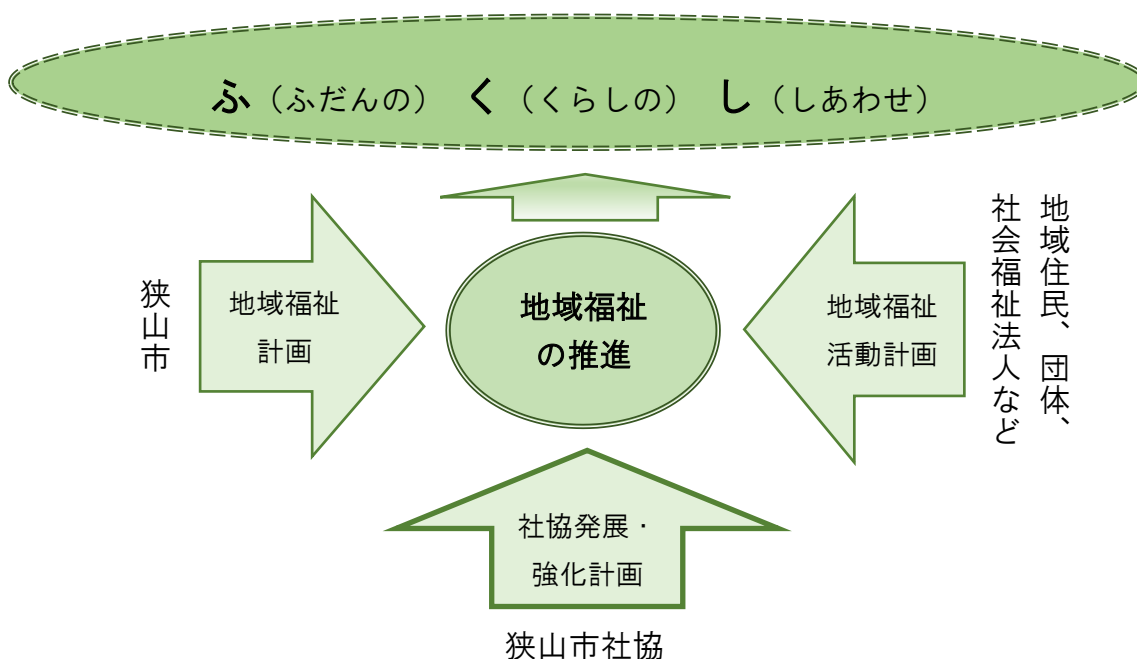 ふ（ふだんの） く（くらしの） し（しあわせ）
狭山市
地域福祉
計画
地域福祉
の推進
地域福祉
活動計画
地域住民、団体、
社会福祉法人など
社協発展・
強化計画
狭山市社協